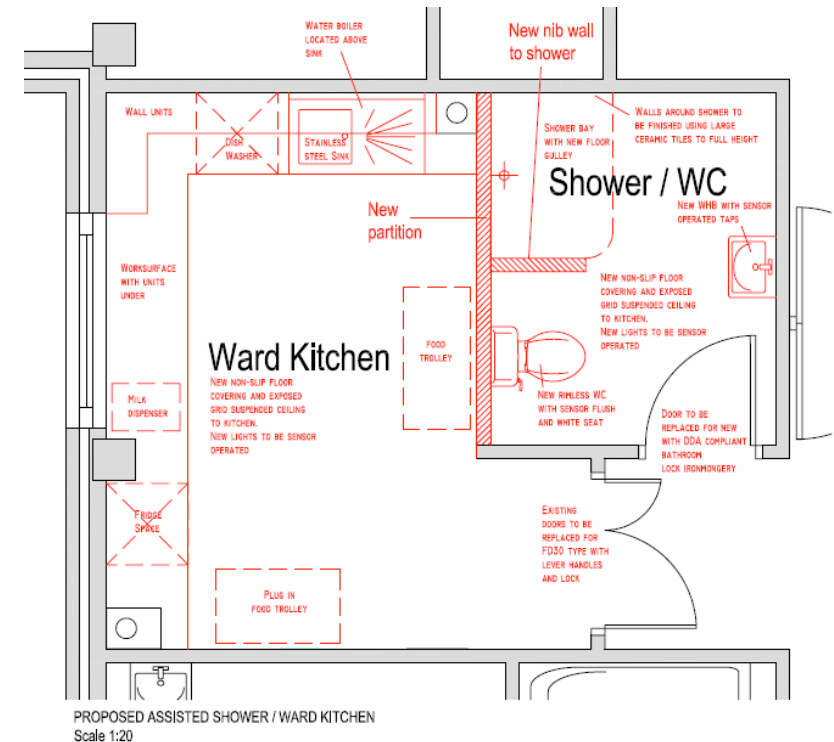 WATER BOILER
LOCATED ABOVE
SINK
New nib wall
to shower
WALL UNITS
DISH
WASHER
STAINLESS
STEEL SINK
SHOWER BAY
WITH NEW FLOOR
GULLEY
WALLS AROUND SHOWER TO
BE FINISHED USING LARGE
CERAMIC TILES TO FULL HEIGHT
Shower / WC
NEW WHB WITH SENSOR
OPERATED TAPS
New
partition
WORKSURFACE
WITH UNITS
UNDER
NEW NON-SLIP FLOOR
COVERING AND EXPOSED
GRID SUSPENDED CEILING
TO KITCHEN.
NEW LIGHTS TO BE SENSOR
OPERATED
FOOD
TROLLEY
Ward Kitchen
NEW NON-SLIP FLOOR
COVERING AND EXPOSED
GRID SUSPENDED CEILING
TO KITCHEN.
NEW LIGHTS TO BE SENSOR
OPERATED
MILK
DISPENSER
NEW RIMLESS WC
WITH SENSOR FLUSH
AND WHITE SEAT
DOOR TO BE
REPLACED FOR NEW
WITH DDA COMPLIANT
BATHROOM
LOCK IRONMONGERY
FRIDGE
SPACE
EXISTING
DOORS TO BE
REPLACED FOR
FD30 TYPE WITH
LEVER HANDLES
AND LOCK
PLUG IN
FOOD TROLLEY
PROPOSED ASSISTED SHOWER / WARD KITCHEN
Scale 1:20